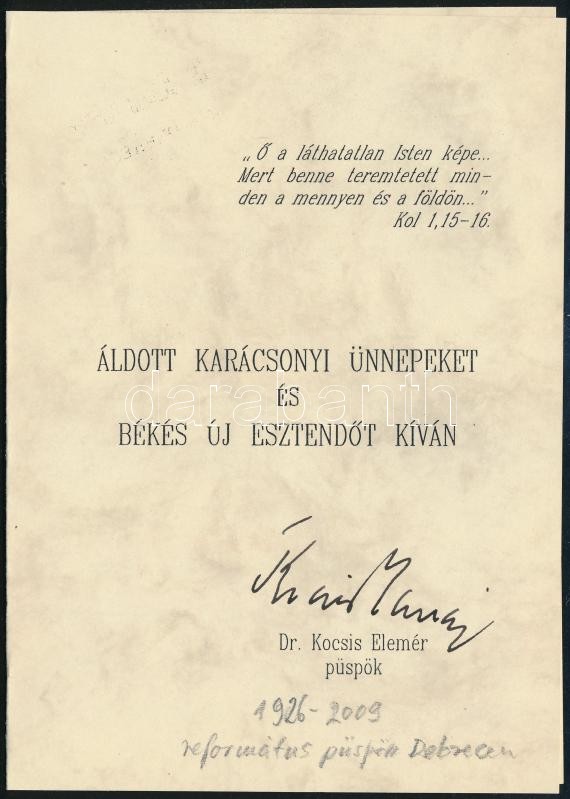 „Ő a láthatatlan Isten képe...
Mert benne teremtetett min-
den a mennyen és a földön..."
Kol 1,15-16.
ÁLDOTT KARÁCSONYI ÜNNEPEKET
darabanth
ÉS
BÉKÉS ÚJ ESZTENDŐT KÍVÁN
Dr. Kocsis Elemér
püspök
1926-2009
református püspök Debrecen